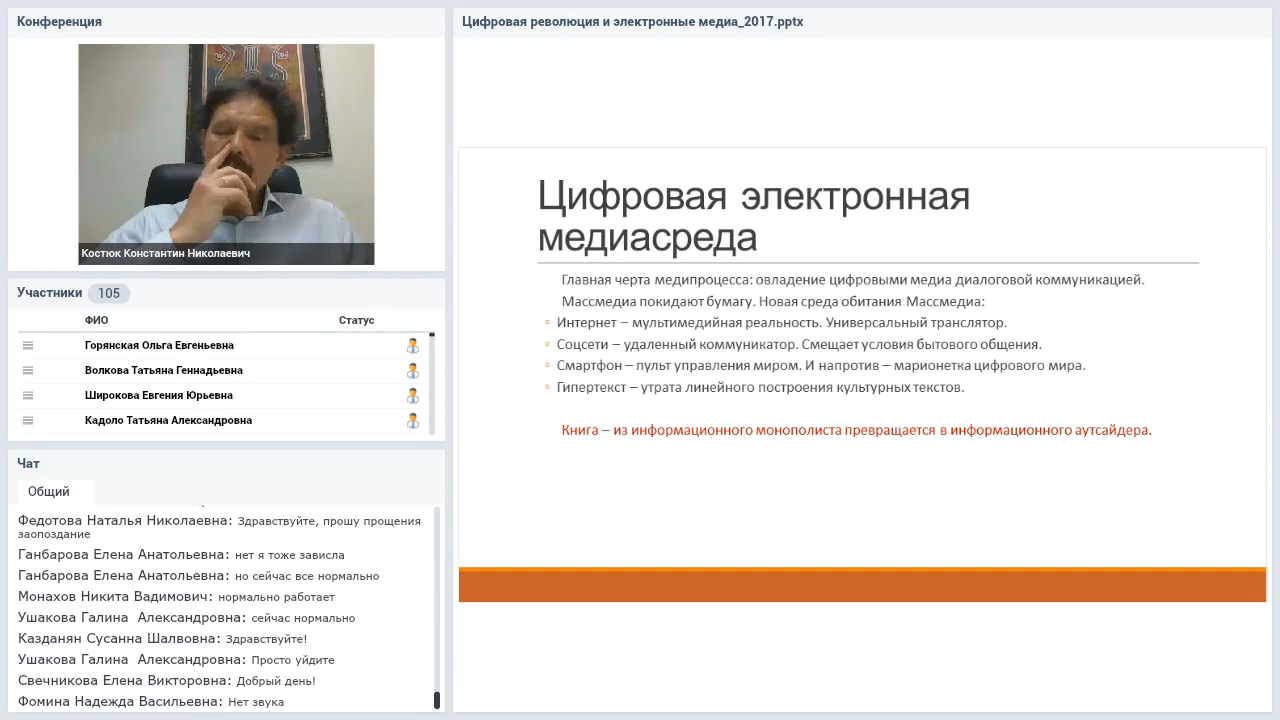 Конференция
Костюк Константин Николаевич
Участники 105
ФИО Статус
Горянская Ольга Евгеньевна
Волкова Татьяна Геннадьевна
Широкова Евгения Юрьевна
Кадоло Татьяна Александровна
Чат
Общий
Федотова Наталья Николаевна: Здравствуйте, прошу прощения
заопоздание
Ганбарова Елена Анатольевна: нет я тоже зависла
Ганбарова Елена Анатольевна: но сейчас все нормально
Монахов Никита Вадимович: нормально работает
Ушакова Галина Александровна: сейчас нормально
Казданян Сусанна Шалвовна: Здравствуйте!
Ушакова Галина Александровна: Просто уйдите
Свечникова Елена Викторовна: Добрый день!
Фомина Надежда Васильевна: Нет звука
Цифровая революция и электронные медиа_2017.pptx
Цифровая электронная
медиасреда
Главная черта медипроцесса: овладение цифровыми медиа диалоговой коммуникацией.
Массмедиа покидают бумагу. Новая среда обитания Массмедиа:
Интернет – мультимедийная реальность. Универсальный транслятор.
Соцсети – удаленный коммуникатор. Смещает условия бытового общения.
Смартфон – пульт управления миром. И напротив – марионетка цифрового мира.
Гипертекст – утрата линейного построения культурных текстов.
Книга – из информационного монополиста превращается в информационного аутсайдера.